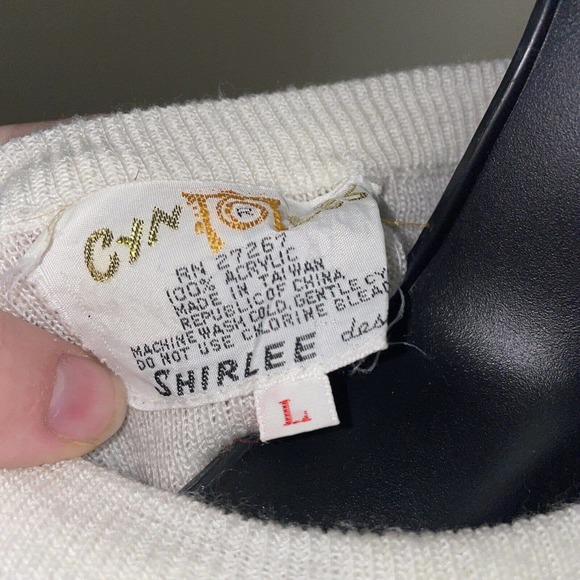 CYN
R
RN 27267
100% ACRYLIC
MADE IN TAIWAN
REPUBLIC OF CHINA
MACHINE WASH COLD. GENTLE CY
DO NOT USE CHLORINE BLEAC
SHIRLEE des
L